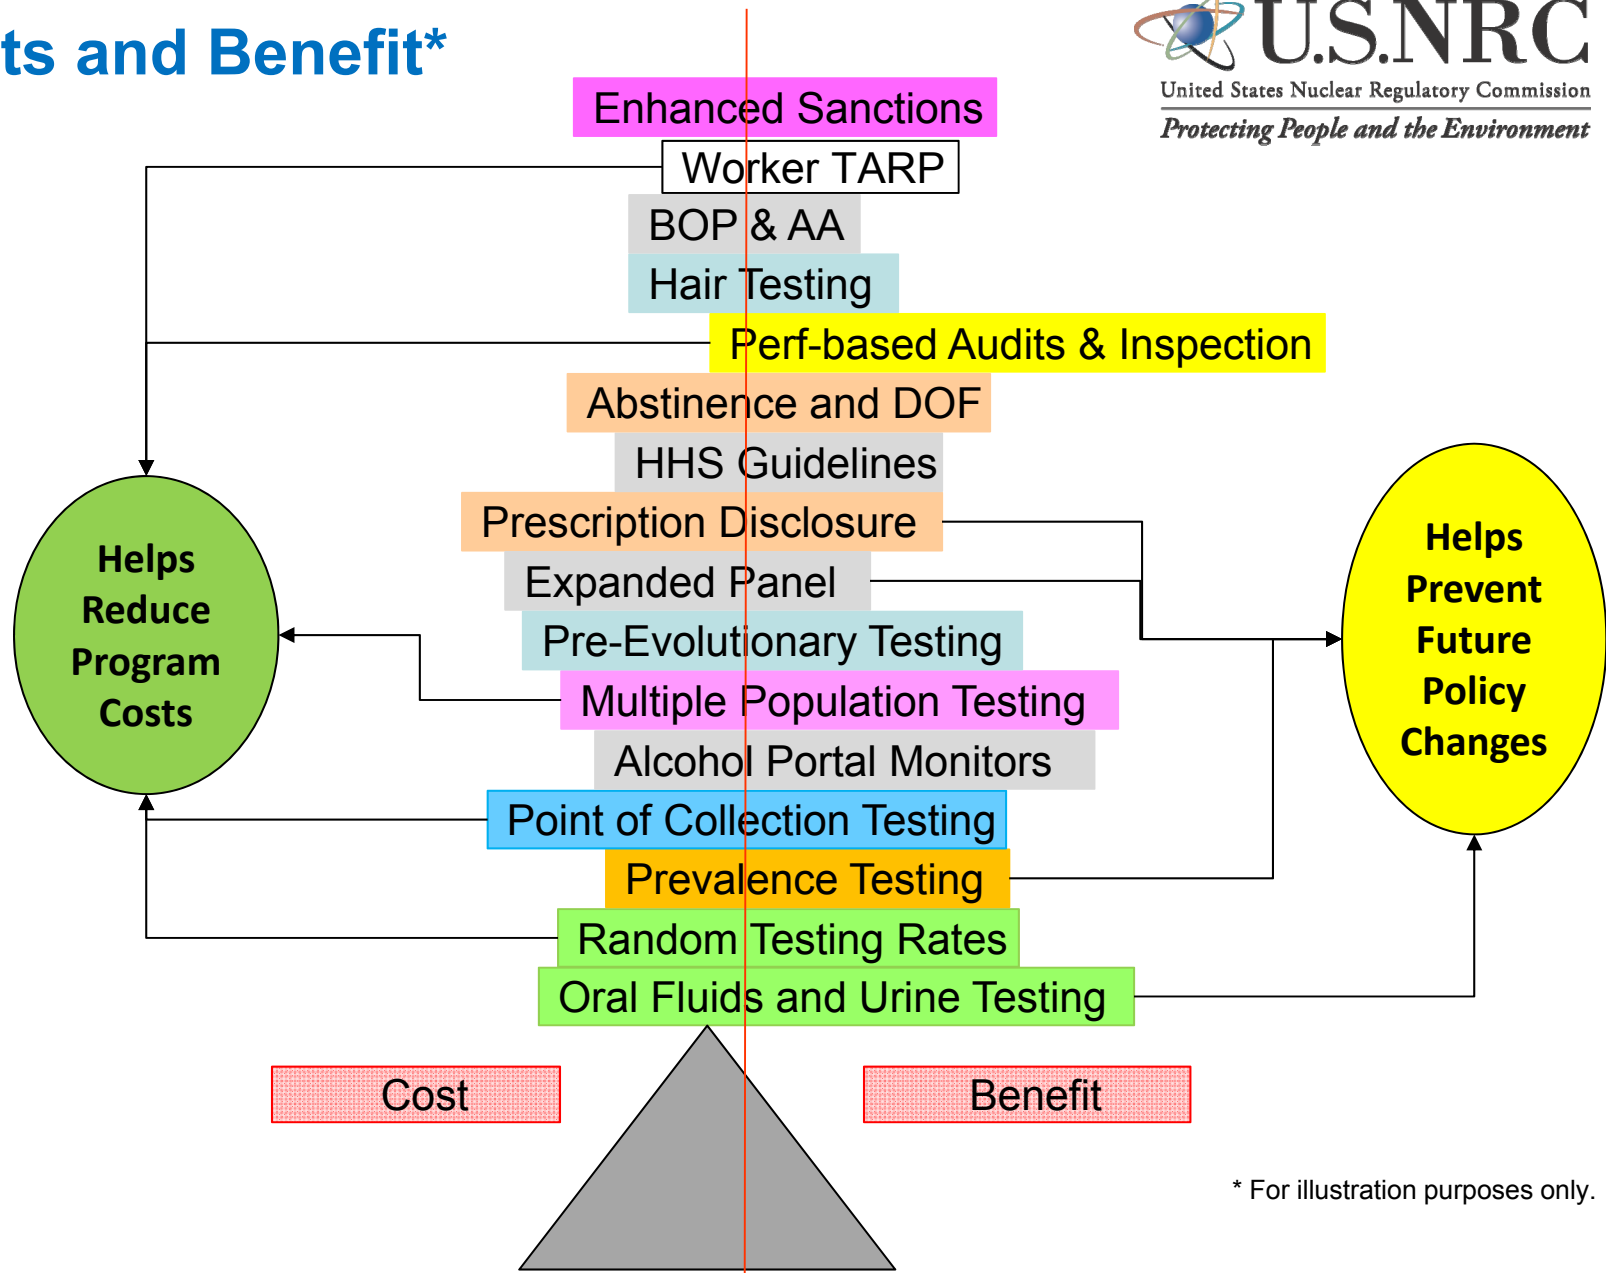 ts and Benefit*
U.S.NRC
United States Nuclear Regulatory Commission
Protecting People and the Environment
Enhanced Sanctions
Worker TARP
BOP & AA
Hair Testing
Perf-based Audits & Inspection
Abstinence and DOF
HHS Guidelines
Prescription Disclosure
Expanded Panel
Pre-Evolutionary Testing
Multiple Population Testing
Alcohol Portal Monitors
Point of Collection Testing
Prevalence Testing
Random Testing Rates
Oral Fluids and Urine Testing
Helps
Reduce
Program
Costs
Helps
Prevent
Future
Policy
Changes
Cost
Benefit
* For illustration purposes only.